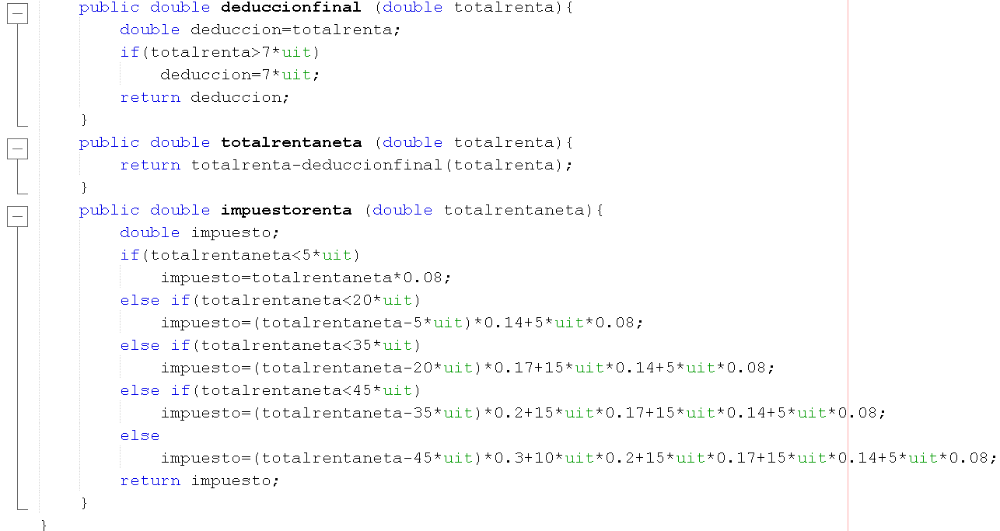 public double deduccionfinal (double totalrenta){
double deduccion=totalrenta;
if(totalrenta>7*uit)
deduccion=7*uit;
return deduccion;
}
public double totalrentaneta (double totalrenta){
return totalrenta-deduccionfinal(totalrenta);
}
public double impuestorenta (double totalrentaneta){
double impuesto;
if(totalrentaneta<5*uit)
impuesto=totalrentaneta*0.08;
else if(totalrentaneta<20*uit)
impuesto=(totalrentaneta-5*uit)*0.14+5*uit*0.08;
else if(totalrentaneta<35*uit)
impuesto=(totalrentaneta-20*uit)*0.17+15*uit*0.14+5*uit*0.08;
else if(totalrentaneta<45*uit)
impuesto=(totalrentaneta-35*uit)*0.2+15*uit*0.17+15*uit*0.14+5*uit*0.08;
else
impuesto=(totalrentaneta-45*uit)*0.3+10*uit*0.2+15*uit*0.17+15*uit*0.14+5*uit*0.08;
return impuesto;
}
}